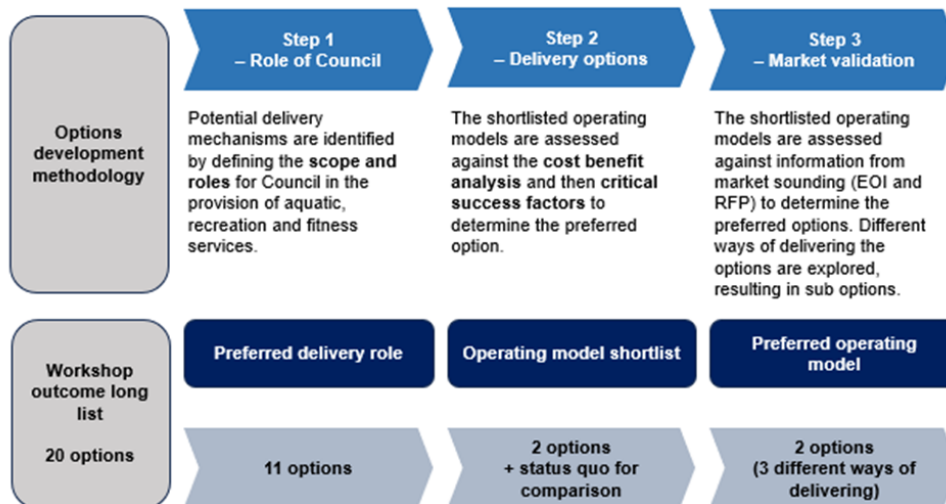 Options
development
methodology
Step 1
– Role of Council
Potential delivery
mechanisms are identified
by defining the scope and
roles for Council in the
provision of aquatic,
recreation and fitness
services.
Step 2
– Delivery options
The shortlisted operating
models are assessed
against the cost benefit
analysis and then critical
success factors to
determine the preferred
option.
Step 3
– Market validation
The shortlisted operating
models are assessed
against information from
market sounding (EOI and
RFP) to determine the
preferred options. Different
ways of delivering the
options are explored,
resulting in sub options.
Workshop
outcome long
list
20 options
Preferred delivery role
Operating model shortlist
Preferred operating
model
11 options
2 options
+ status quo for
comparison
2 options
(3 different ways of
delivering)